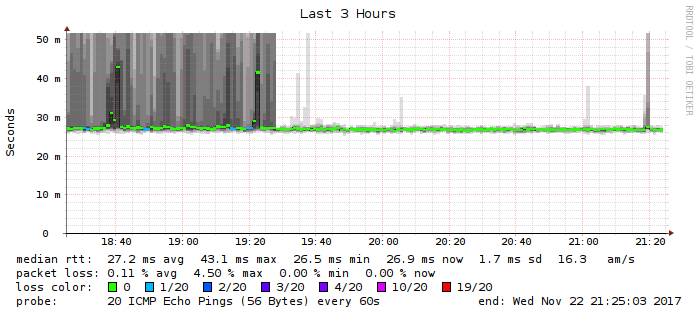 Last 3 Hours
RRDTOOL / TOBI OETIKER
Seconds
50 m
40 m
30 m
20 m
10 m
0
18:40 19:00 19:20 19:40 20:00 20:20 20:40 21:00 21:20
median rtt: 27.2 ms avg 43.1 ms max 26.5 ms min 26.9 ms now 1.7 ms sd 16.3 am/s
packet loss: 0.11 % avg 4.50 % max 0.00 % min 0.00 % now
loss color: 0 1/20 2/20 3/20 4/20 10/20 19/20
probe: 20 ICMP Echo Pings (56 Bytes) every 60s end: Wed Nov 22 21:25:03 2017